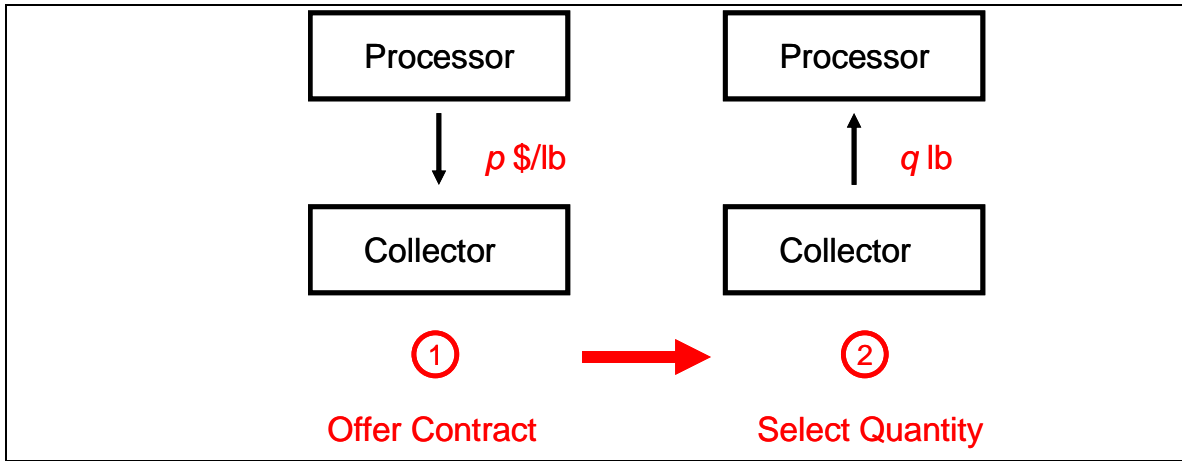 Processor
Processor
p $/lb
q lb
Collector
Collector
1
2
Offer Contract
Select Quantity